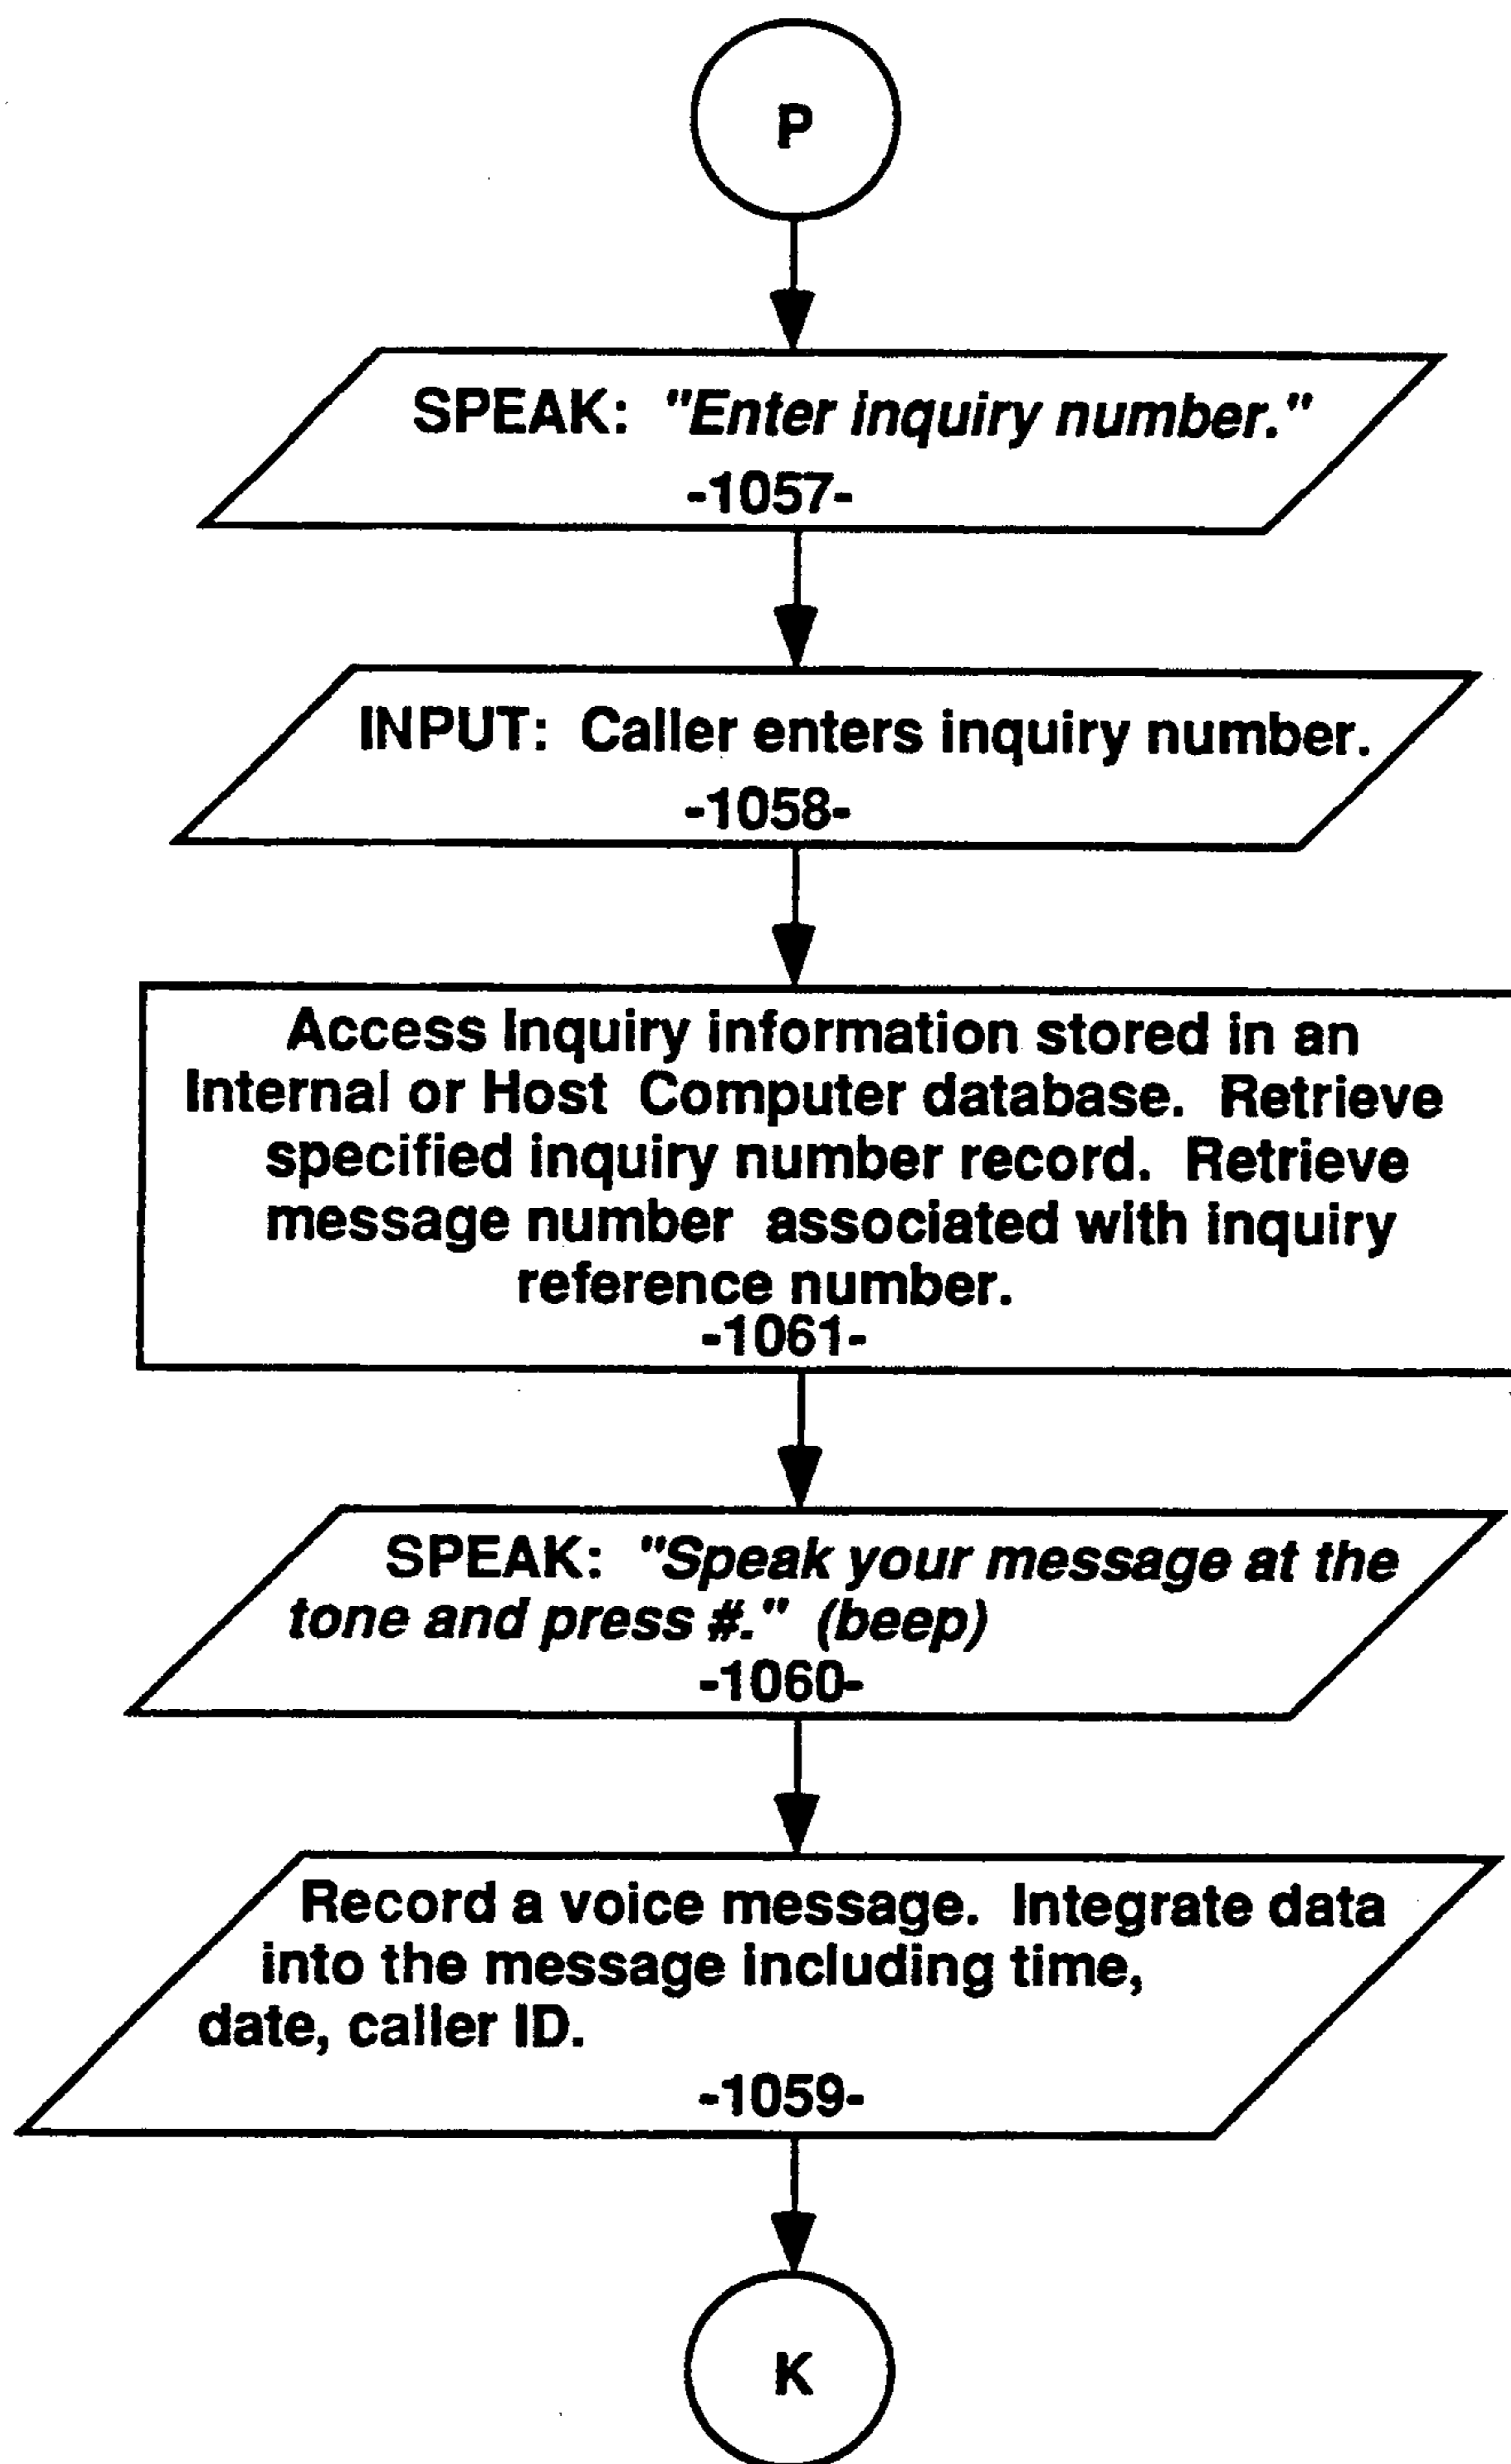 P
SPEAK: "Enter inquiry number."
-1057-
INPUT: Caller enters inquiry number.
-1058-
Access Inquiry information stored in an
Internal or Host Computer database. Retrieve
specified inquiry number record. Retrieve
message number associated with inquiry
reference number.
-1061-
SPEAK: "Speak your message at the
tone and press #." (beep)
-1060-
Record a voice message. Integrate data
into the message including time,
date, caller ID.
-1059-
K